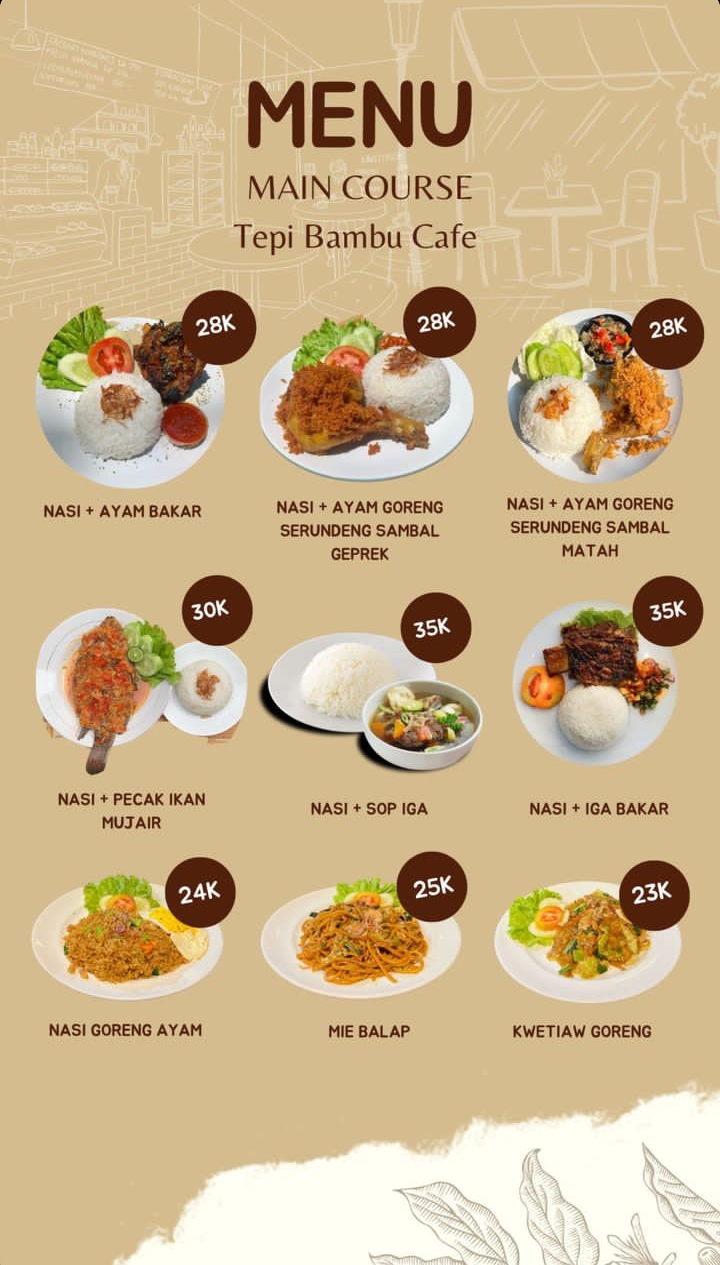 MENU
MAIN COURSE
Tepi Bambu Cafe
28K
28K
28K
NASI + AYAM BAKAR
NASI + AYAM GORENG
SERUNDENG SAMBAL
GEPREK
NASI + AYAM GORENG
SERUNDENG SAMBAL
MATAH
30K
35K
35K
NASI + PECAK IKAN
MUJAIR
NASI + SOP IGA
NASI + IGA BAKAR
24K
25K
23K
NASI GORENG AYAM
MIE BALAP
KWETIAW GORENG